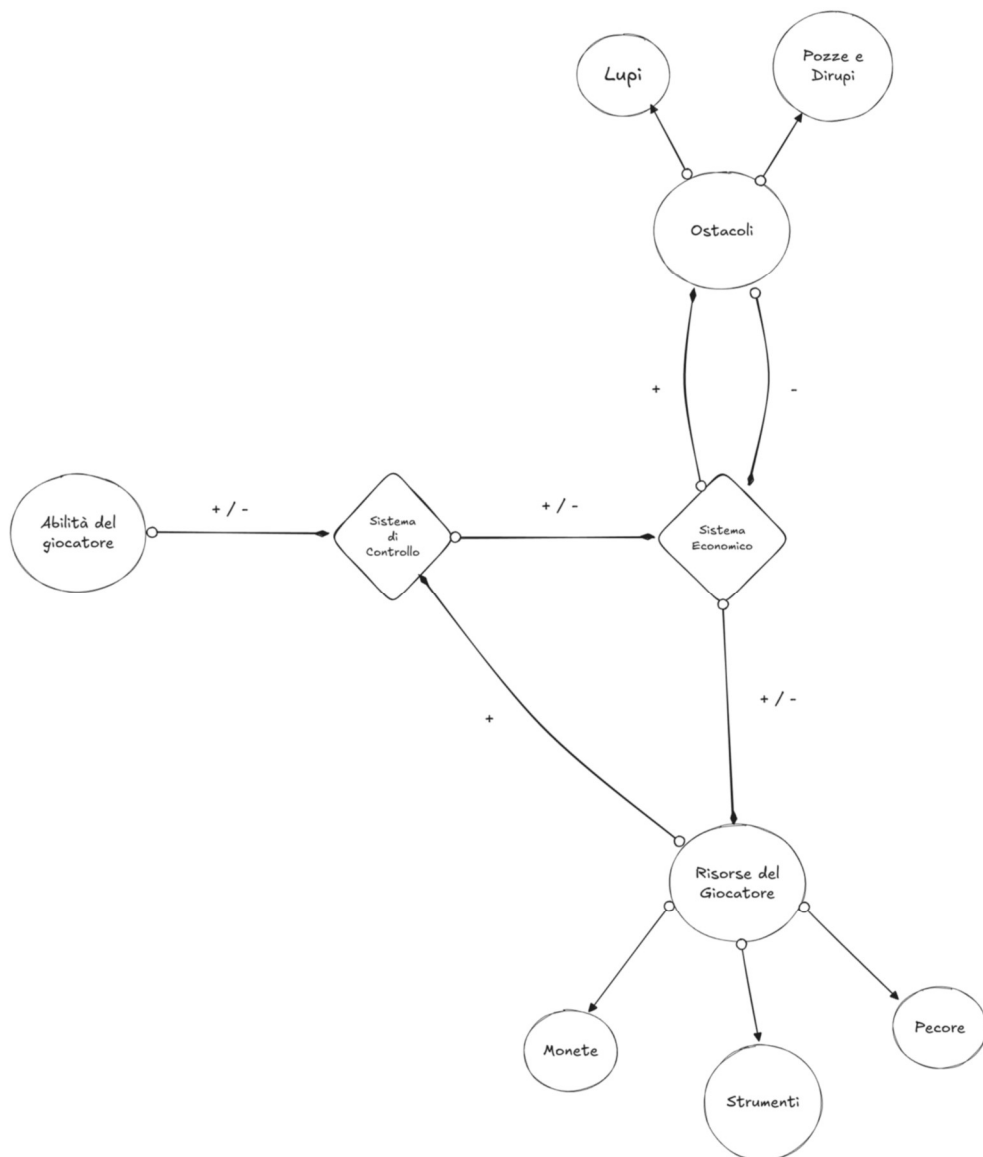 Lupi
Pozze e
Dirupi
Ostacoli
+
-
Abilità del
giocatore
+ / -
Sistema
di
Controllo
+ / -
Sistema
Economico
+ / -
+
Risorse del
Giocatore
Monete
Strumenti
Pecore